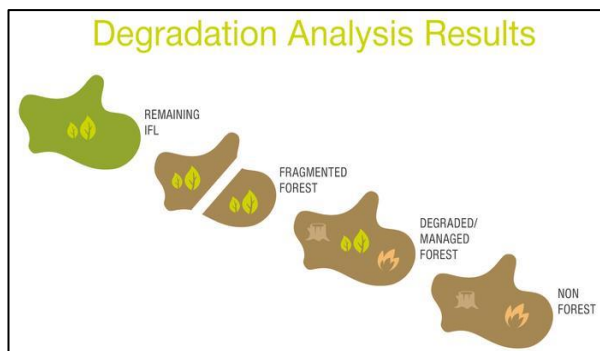 Degradation Analysis Results
REMAINING
IFL
FRAGMENTED
FOREST
DEGRADED/
MANAGED
FOREST
NON
FOREST